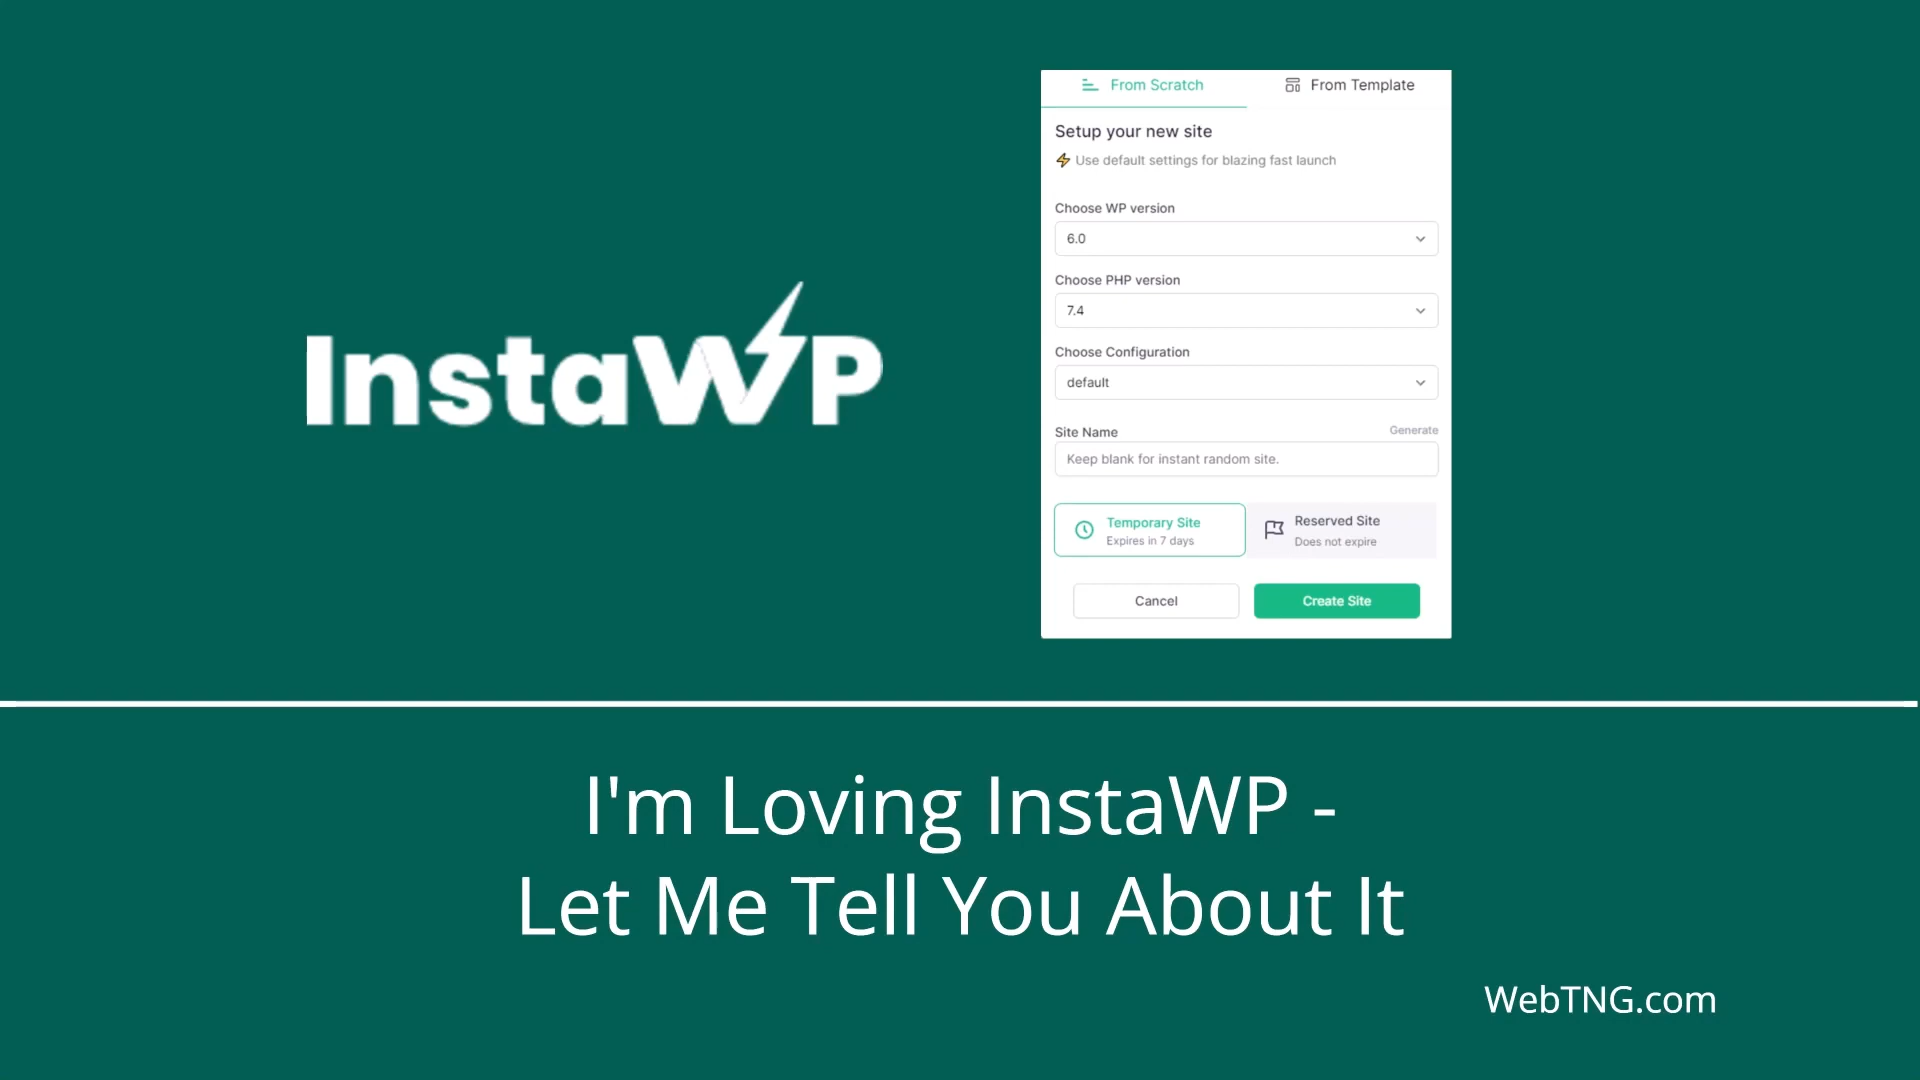 InstaWP
From Scratch
From Template
Setup your new site
Use default settings for blazing fast launch
Choose WP version
6.0
Choose PHP version
7.4
Choose Configuration
default
Site Name
Generate
Keep blank for instant random site.
Temporary Site
Expires in 7 days
Reserved Site
Does not expire
Cancel
Create Site
I'm Loving InstaWP -
Let Me Tell You About It
WebTNG.com